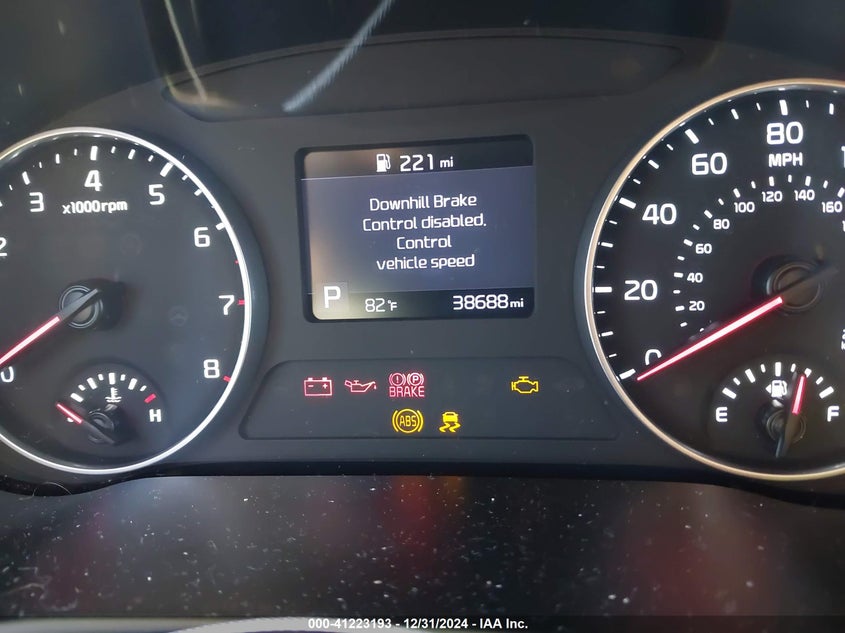 221 mi
Downhill Brake
Control disabled.
Control
vehicle speed
P 82°F 38688 mi
2 3 4 5 6 7 8
x1000rpm
0
H
BRAKE
ABS
0 20 40 60 80
MPH
20 40 60 80 100 120 140 160
E F
000-41223193 - 12/31/2024 - IAA Inc.